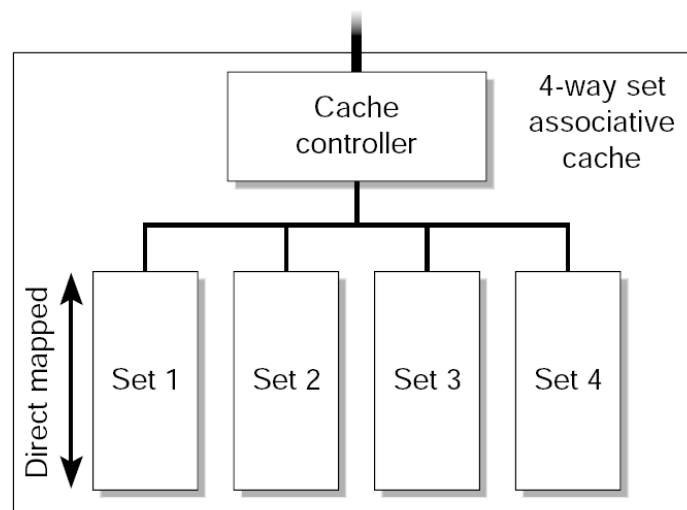 Cache
controller
4-way set
associative
cache
Direct mapped
Set 1
Set 2
Set 3
Set 4